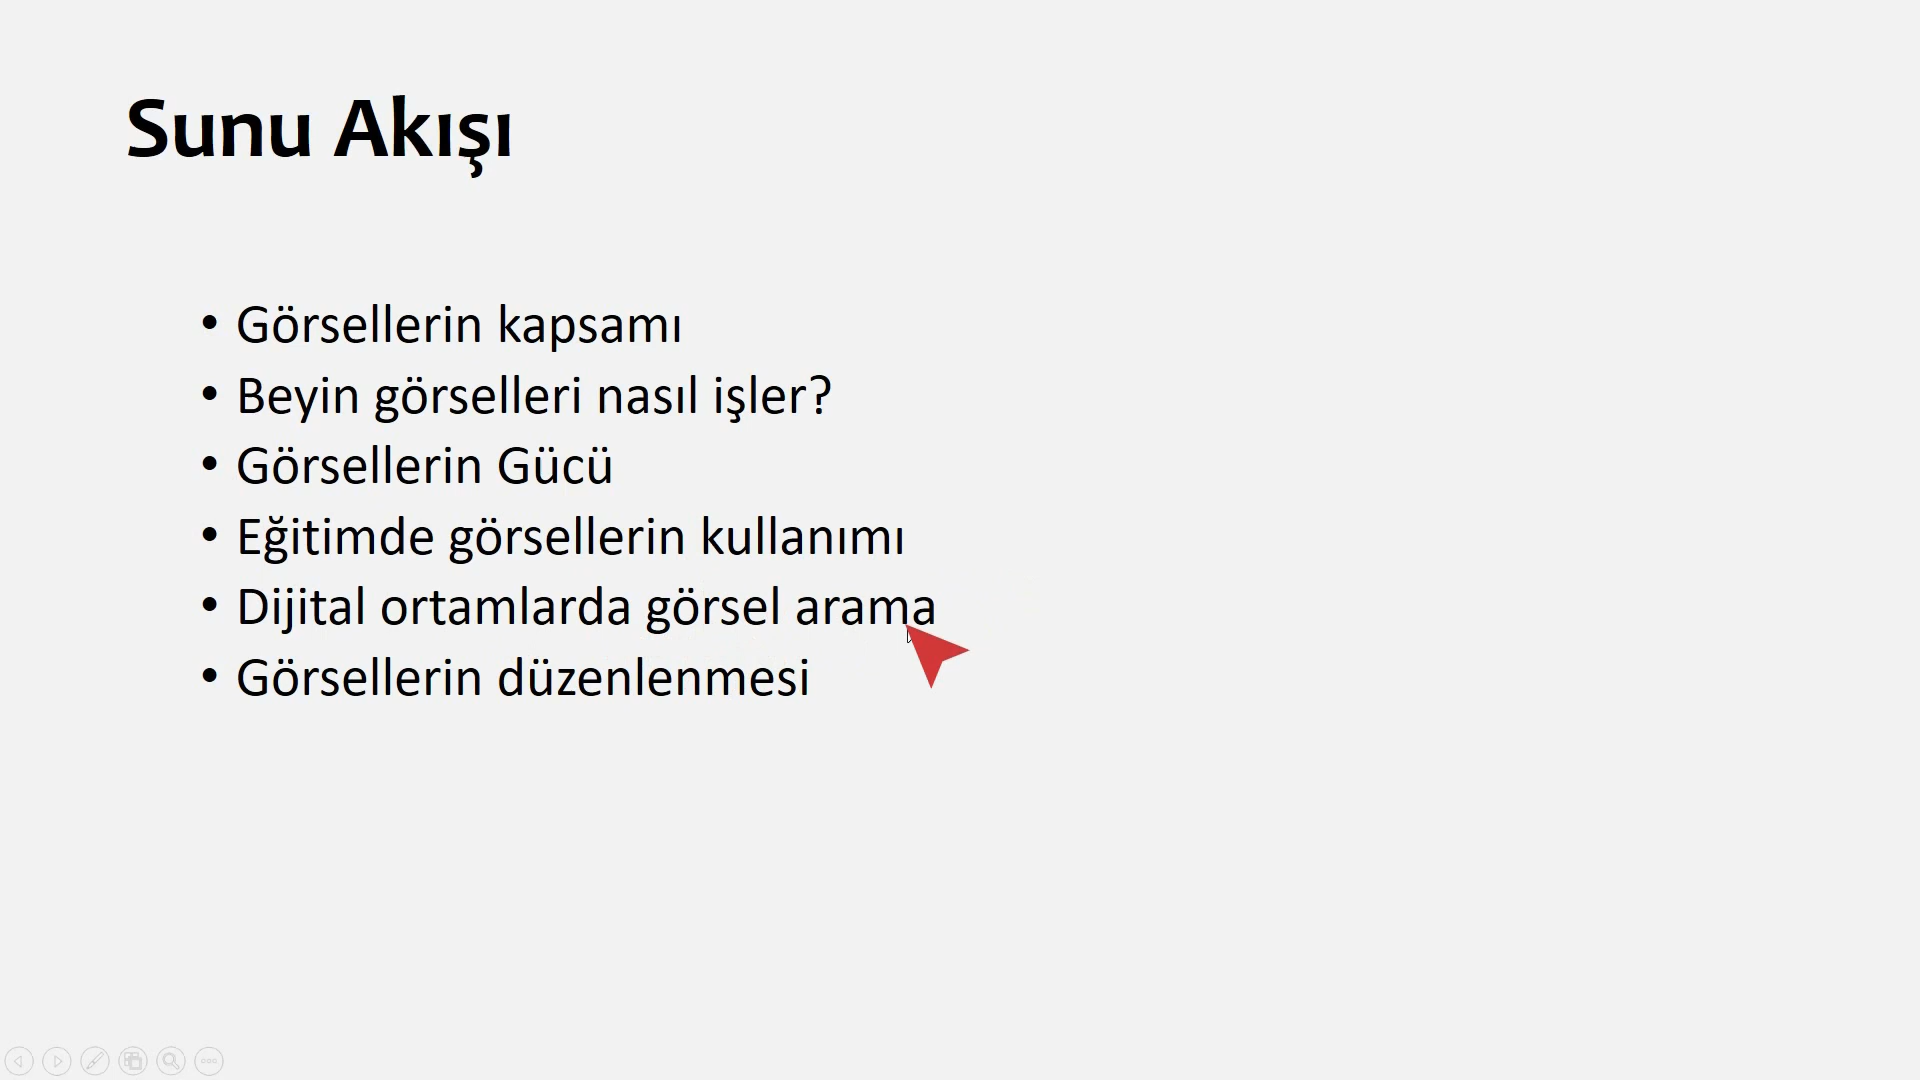 Sunu Akışı
• Görsellerin kapsamı
• Beyin görselleri nasıl işler?
• Görsellerin Gücü
• Eğitimde görsellerin kullanımı
• Dijital ortamlarda görsel arama
• Görsellerin düzenlenmesi